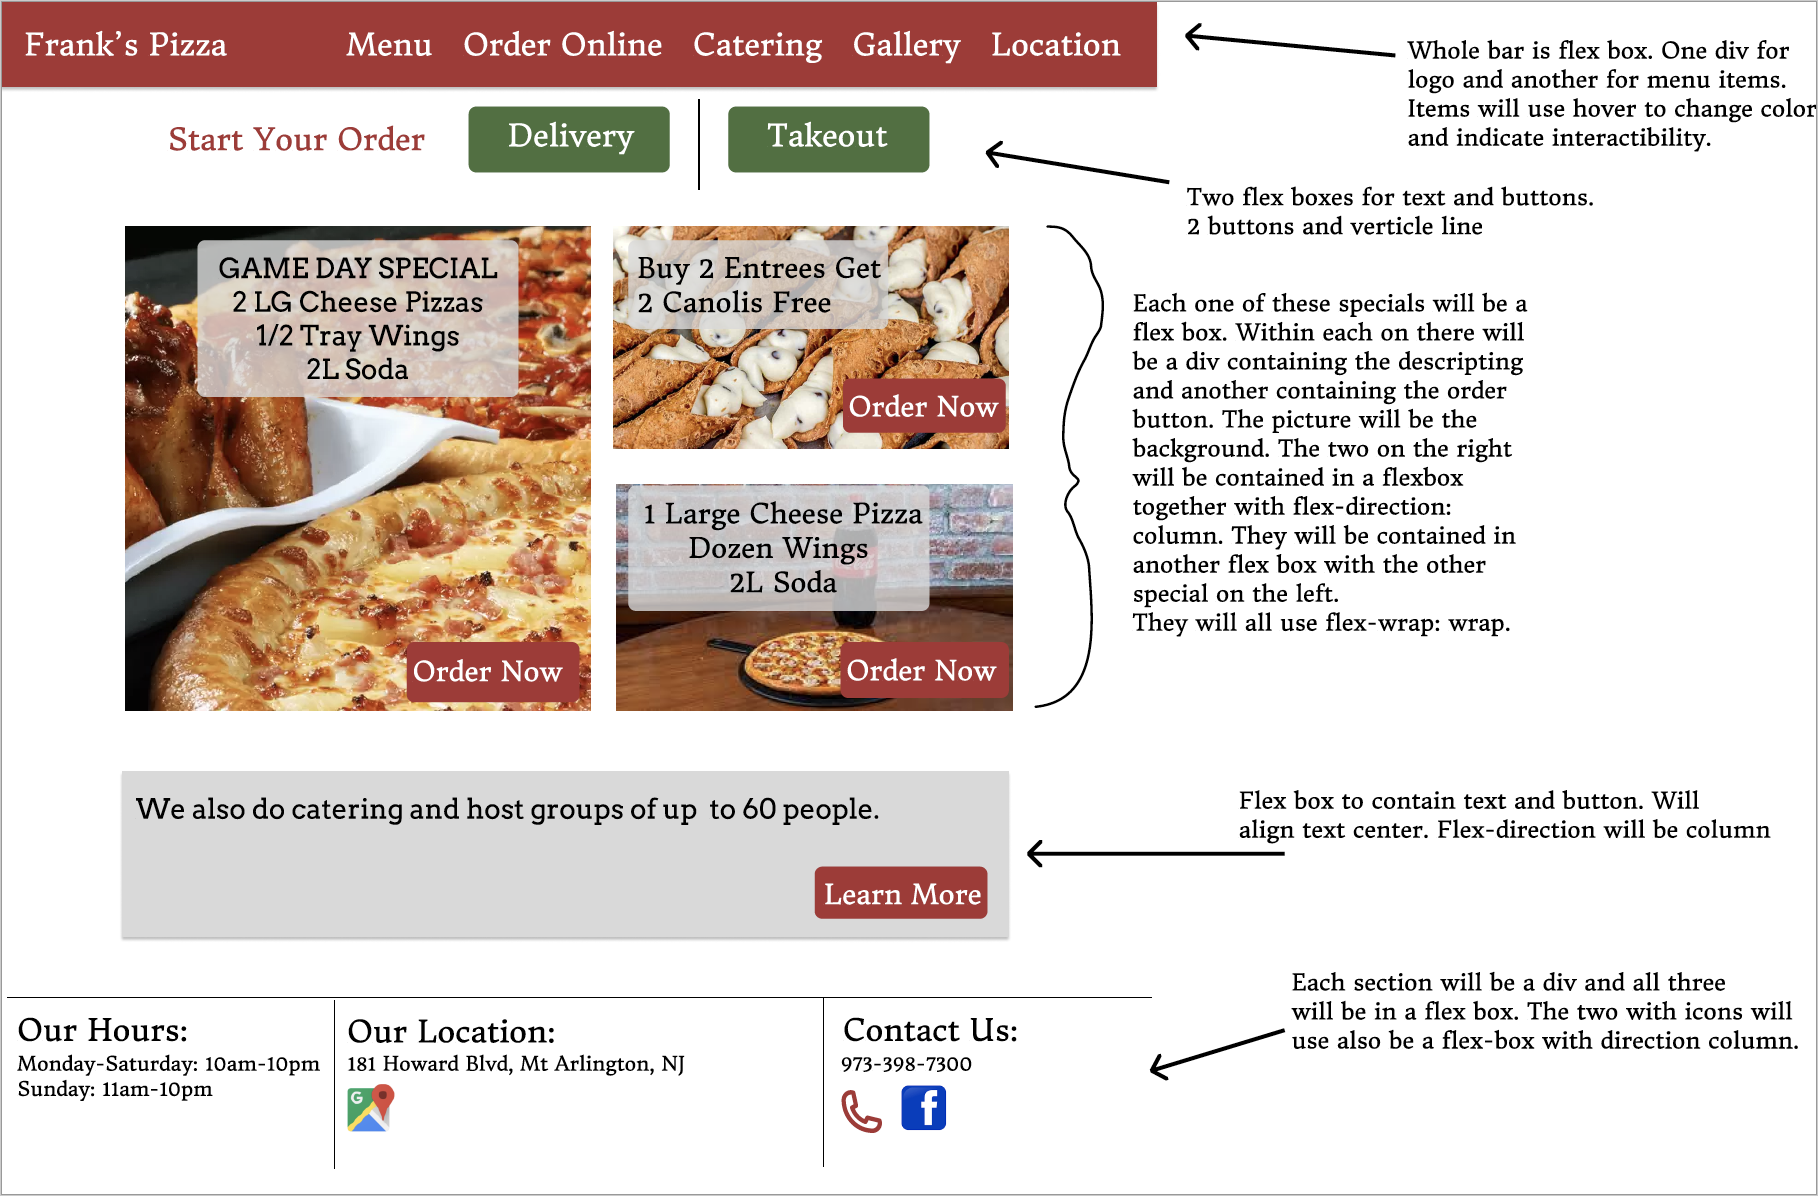 Frank's Pizza
Menu Order Online Catering Gallery Location
Whole bar is flex box. One div for
logo and another for menu items.
Items will use hover to change color
and indicate interactibility.
Start Your Order
Delivery
Takeout
Two flex boxes for text and buttons.
2 buttons and verticle line
GAME DAY SPECIAL
2 LG Cheese Pizzas
1/2 Tray Wings
2L Soda
Order Now
Buy 2 Entrees Get
2 Canolis Free
Order Now
1 Large Cheese Pizza
Dozen Wings
2L Soda
Order Now
Each one of these specials will be a
flex box. Within each on there will
be a div containing the descripting
and another containing the order
button. The picture will be the
background. The two on the right
will be contained in a flexbox
together with flex-direction:
column. They will be contained in
another flex box with the other
special on the left.
They will all use flex-wrap: wrap.
We also do catering and host groups of up  to 60 people.
Learn More
Flex box to contain text and button. Will
align text center. Flex-direction will be column
Our Hours:
Monday-Saturday: 10am-10pm
Sunday: 11am-10pm
Our Location:
181 Howard Blvd, Mt Arlington, NJ
G
Contact Us:
973-398-7300
f
Each section will be a div and all three
will be in a flex box. The two with icons will
use also be a flex-box with direction column.